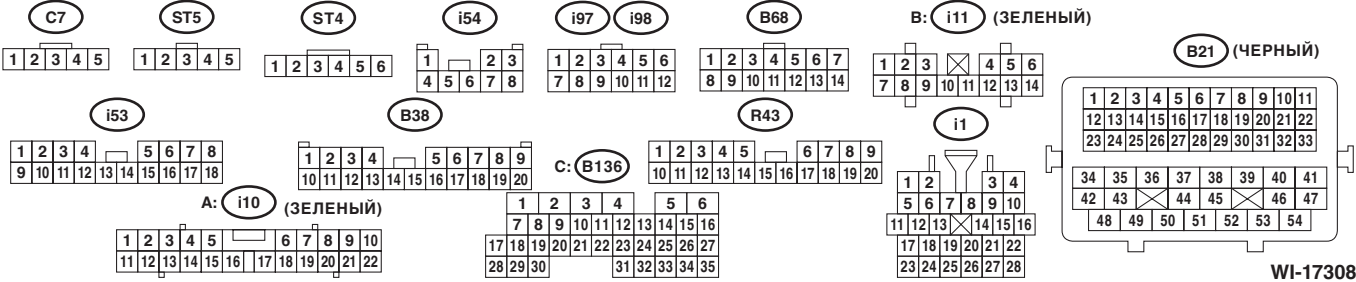 C7
1 2 3 4 5
ST5
1 2 3 4 5
ST4
1 2 3 4 5 6
i54
1 2 3
4 5 6 7 8
i97 i98
1 2 3 4 5 6
7 8 9 10 11 12
B68
1 2 3 4 5 6 7
8 9 10 11 12 13 14
B: i11 (ЗЕЛЕНЫЙ)
1 2 3 4 5 6
7 8 9 10 11 12 13 14
B21 (ЧЕРНЫЙ)
1 2 3 4 5 6 7 8 9 10 11
12 13 14 15 16 17 18 19 20 21 22
23 24 25 26 27 28 29 30 31 32 33
34 35 36 37 38 39 40 41
42 43 44 45 46 47
48 49 50 51 52 53 54
i53
1 2 3 4 5 6 7 8
9 10 11 12 13 14 15 16 17 18
B38
1 2 3 4 5 6 7 8 9
10 11 12 13 14 15 16 17 18 19 20
R43
1 2 3 4 5 6 7 8 9
10 11 12 13 14 15 16 17 18 19 20
i1
1 2 3 4
5 6 7 8 9 10
11 12 13 14 15 16
17 18 19 20 21 22
23 24 25 26 27 28
A: i10 (ЗЕЛЕНЫЙ)
1 2 3 4 5 6 7 8 9 10
11 12 13 14 15 16 17 18 19 20 21 22
C: B136
1 2 3 4 5 6
7 8 9 10 11 12 13 14 15 16
17 18 19 20 21 22 23 24 25 26 27
28 29 30 31 32 33 34 35
WI-17308